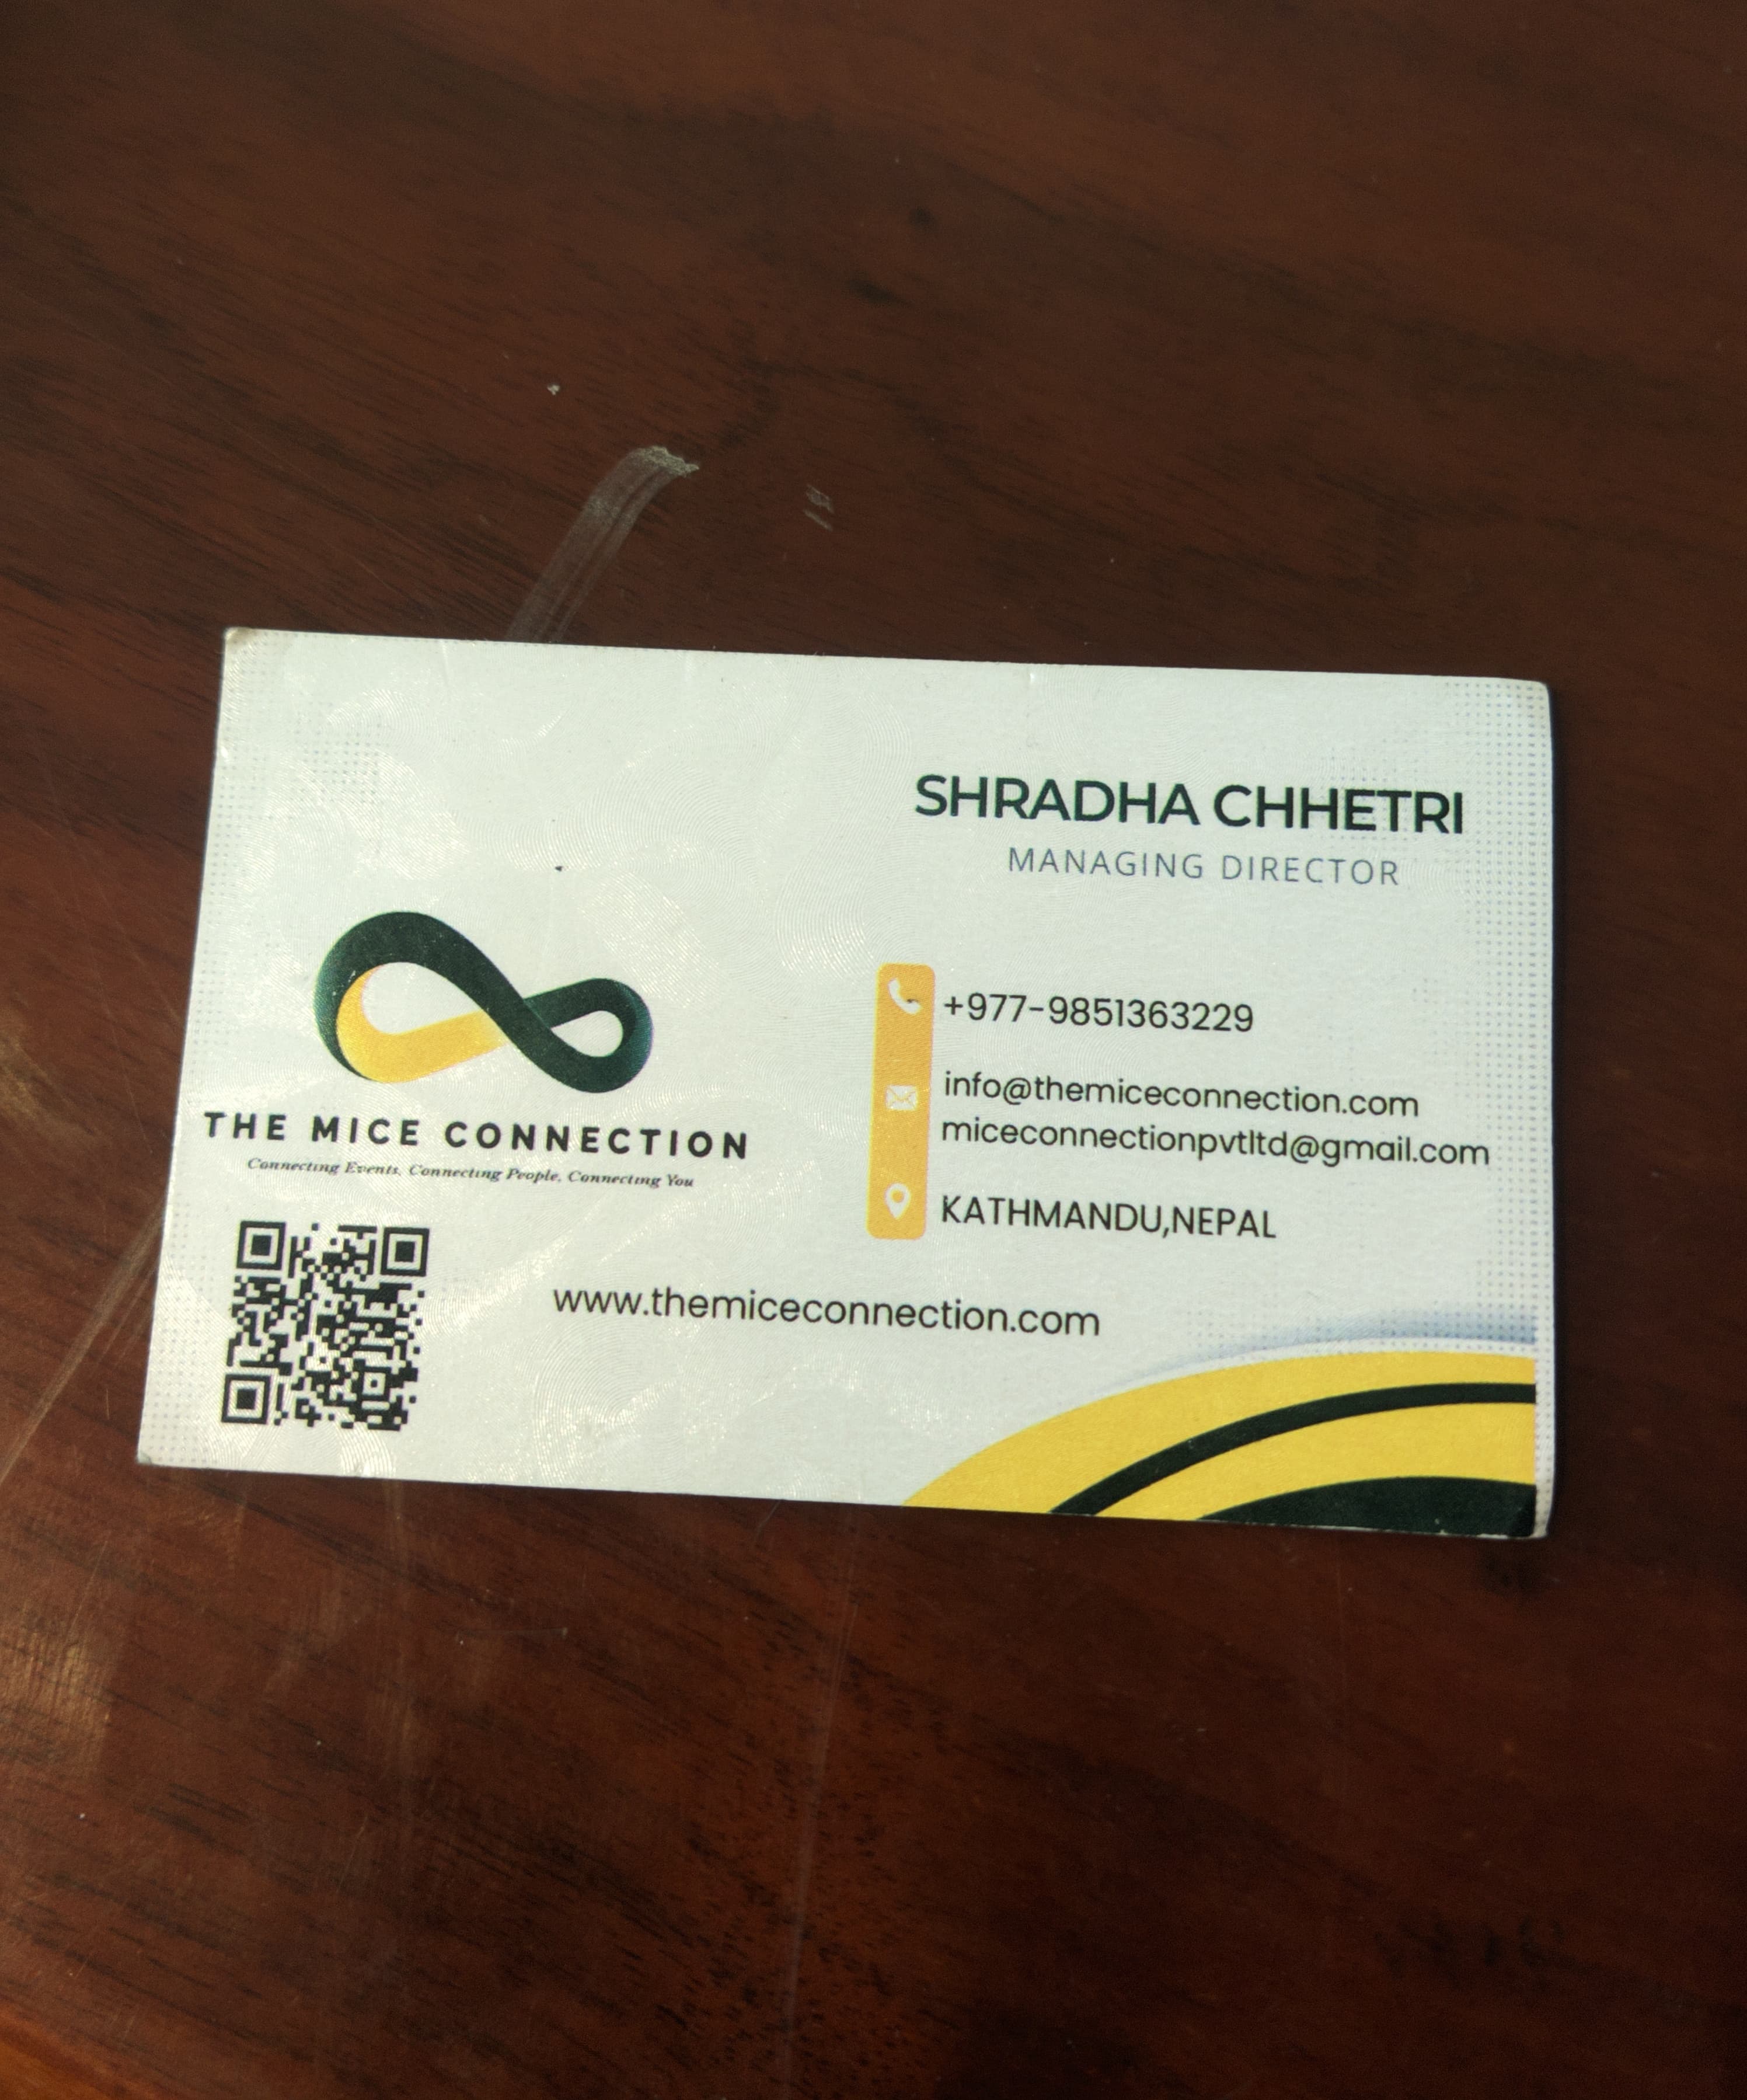 SHRADHA CHHETRI
MANAGING DIRECTOR
+977-9851363229
info@themiceconnection.com
miceconnectionpvtltd@gmail.com
KATHMANDU,NEPAL
THE MICE CONNECTION
Connecting Events, Connecting People, Connecting You
www.themiceconnection.com